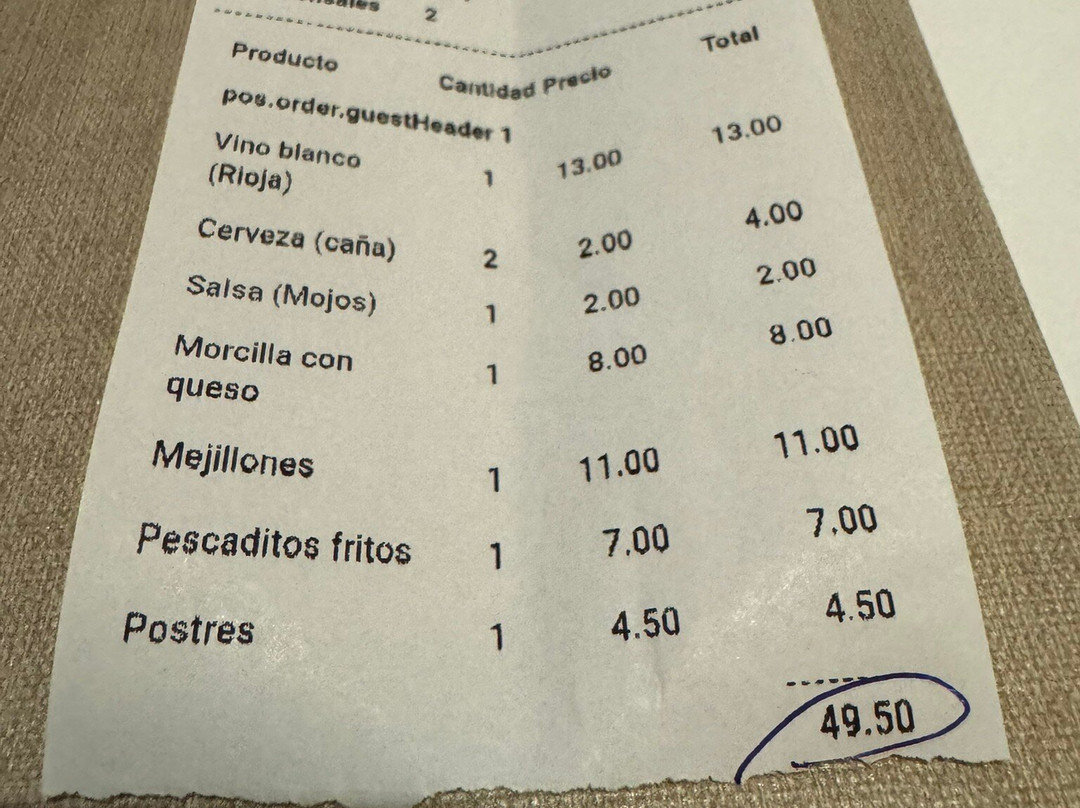 2
Producto Cantidad Precio Total
pos.order.guestHeader 1
Vino blanco 1 13.00 13.00
(Rioja)
Cerveza (caña) 2 2.00 4.00
Salsa (Mojos) 1 2.00 2.00
Morcilla con 1 8.00 8.00
queso
Mejillones 1 11.00 11.00
Pescaditos fritos 1 7.00 7.00
Postres 1 4.50 4.50
49.50